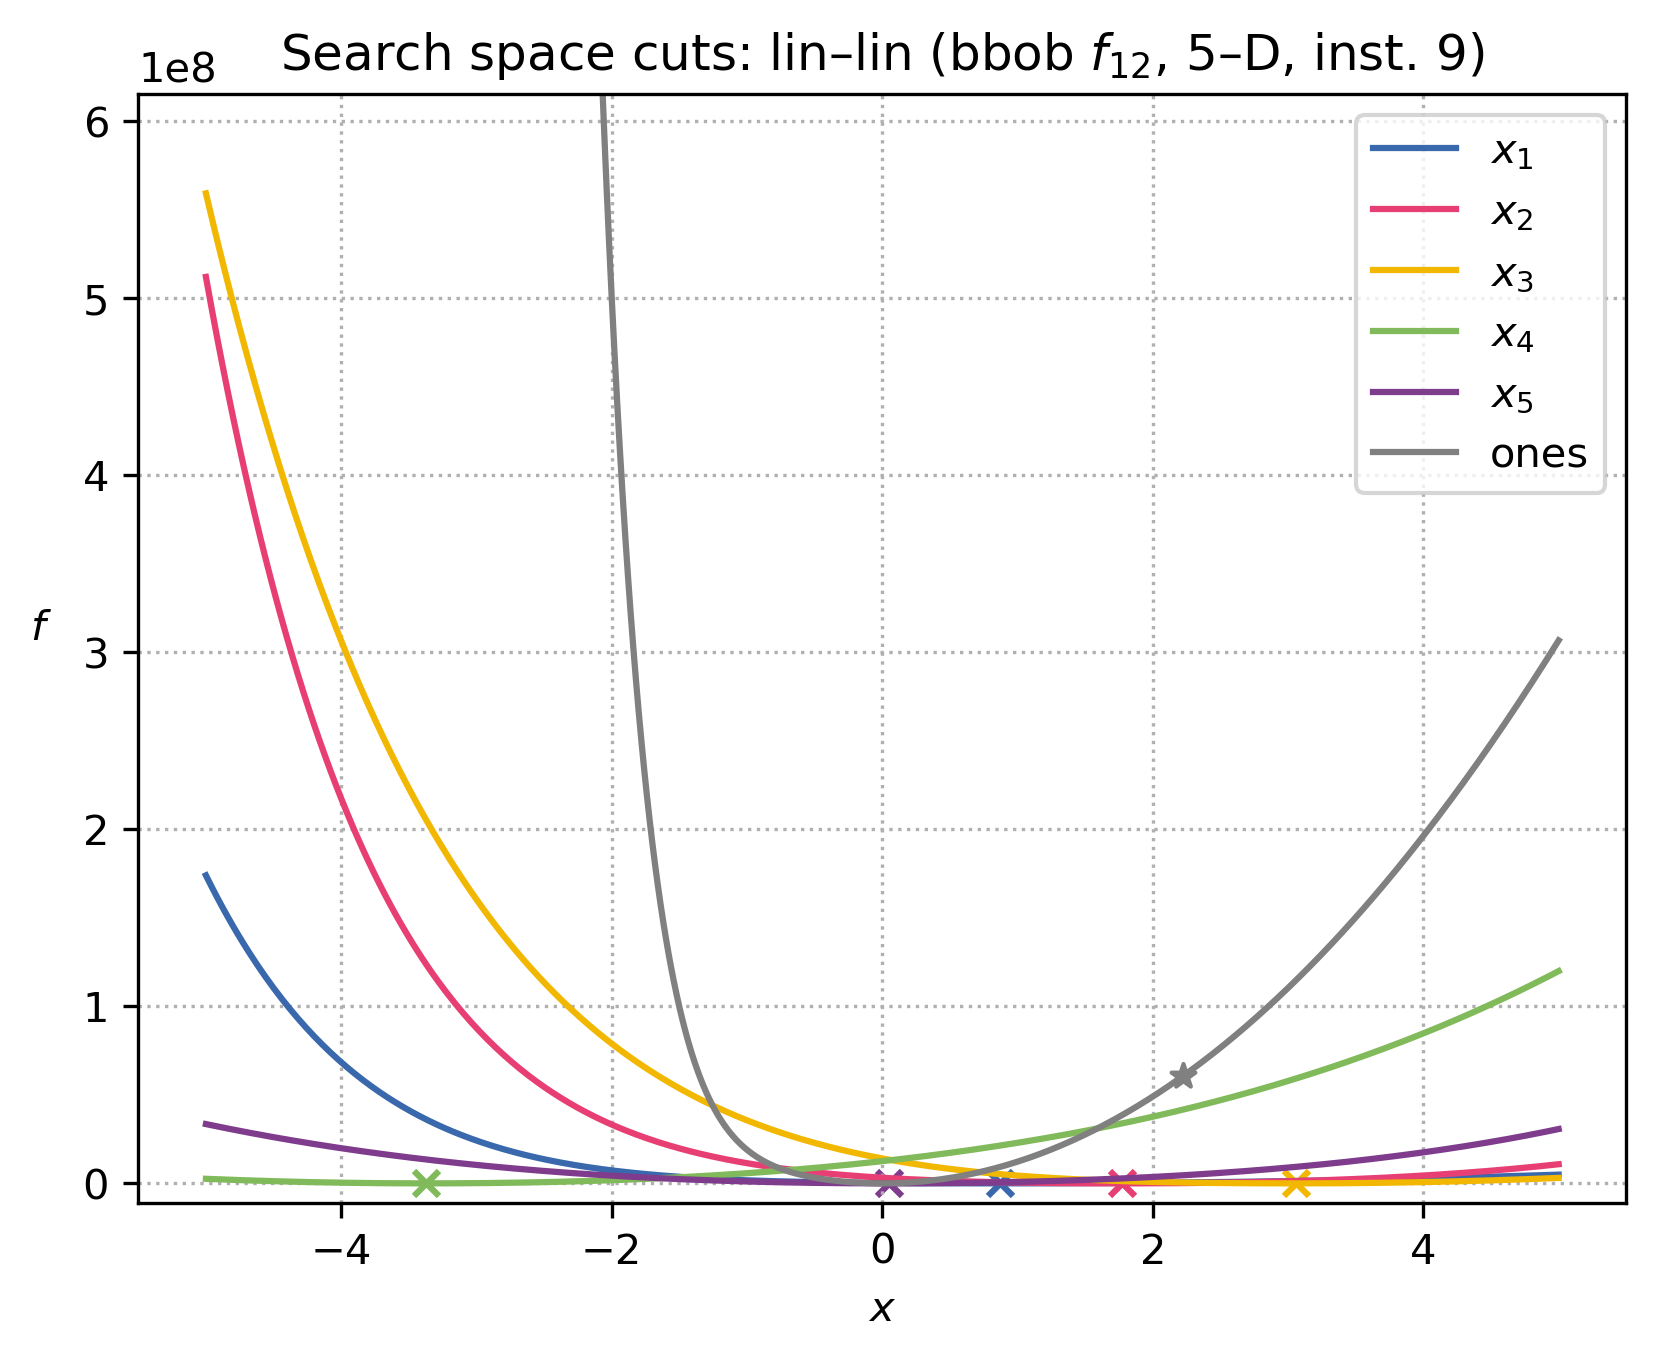 Search space cuts: lin–lin (bbob f₁₂, 5–D, inst. 9)
1e8
6
5
4
3
2
1
0
f
−4
−2
0
2
4
x
x₁
x₂
x₃
x₄
x₅
ones